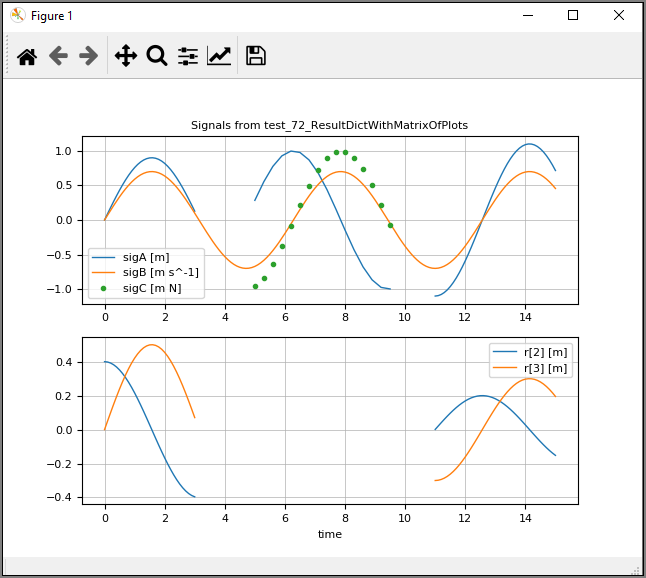 Figure 1
Signals from test_72_ResultDictWithMatrixOfPlots
1.0
0.5
0.0
−0.5
−1.0
sigA [m]
sigB [m s^-1]
sigC [m N]
0 2 4 6 8 10 12 14
0.4
0.2
0.0
−0.2
−0.4
r[2] [m]
r[3] [m]
0 2 4 6 8 10 12 14
time